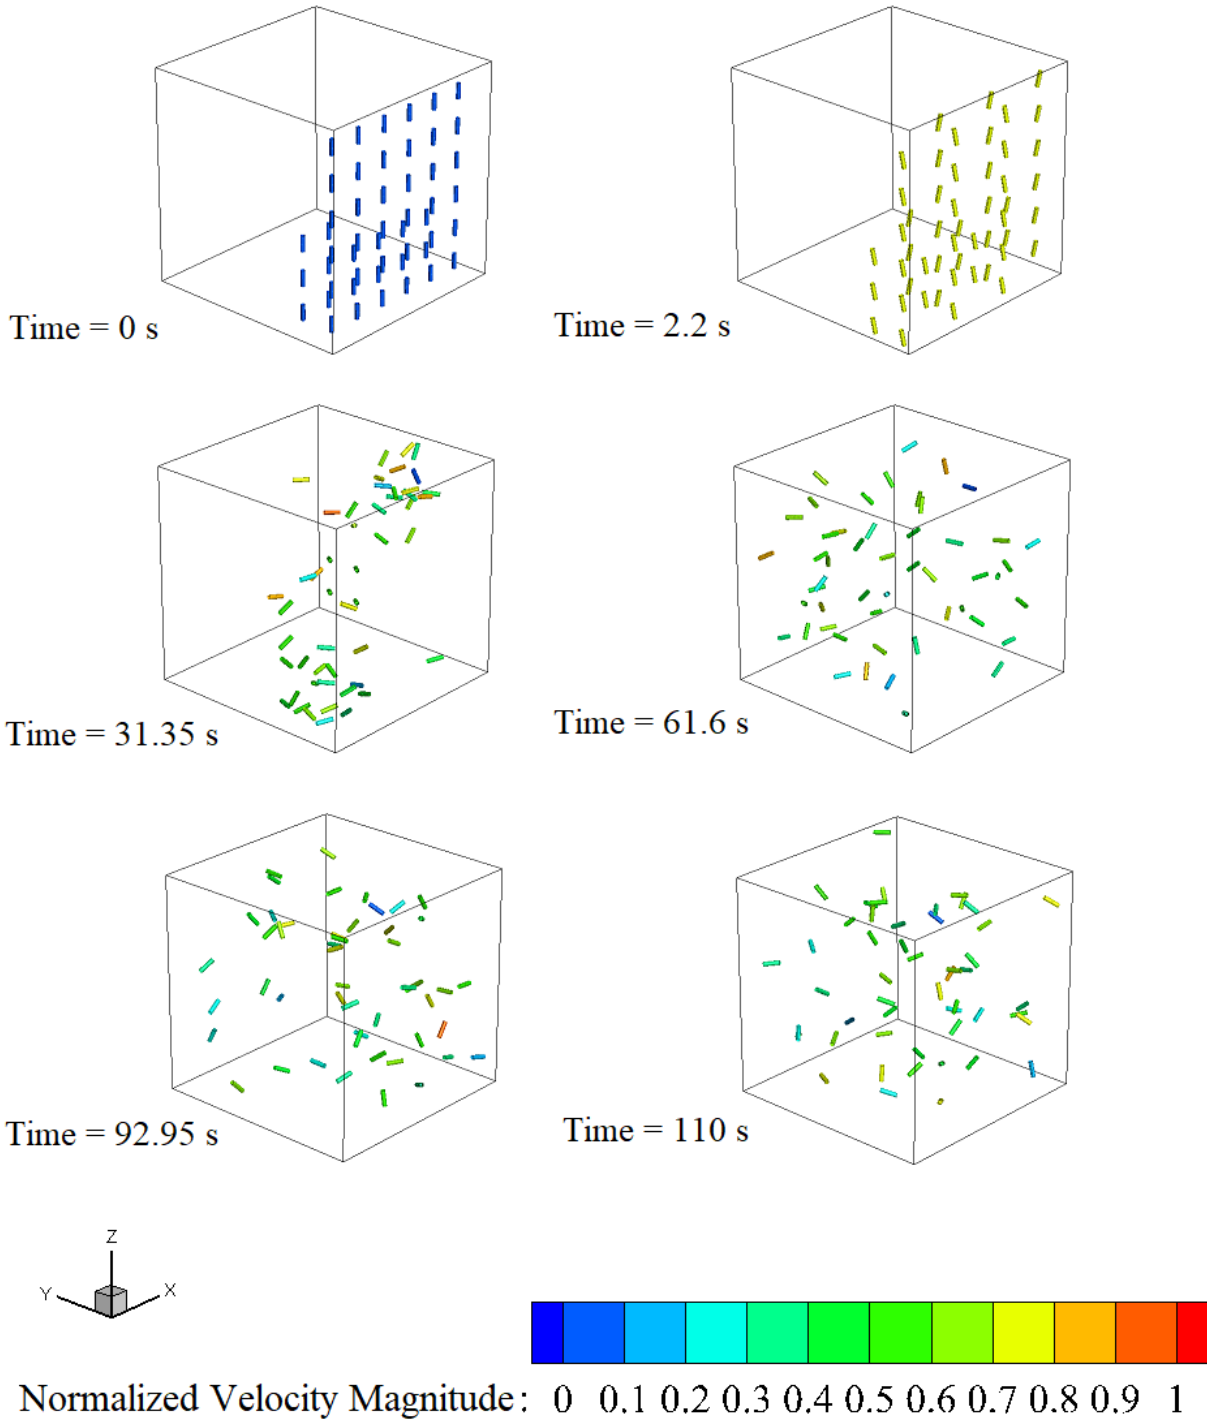 Time = 0 s
Time = 2.2 s
Time = 31.35 s
Time = 61.6 s
Time = 92.95 s
Time = 110 s
Z
Y X
Normalized Velocity Magnitude: 0 0.1 0.2 0.3 0.4 0.5 0.6 0.7 0.8 0.9 1